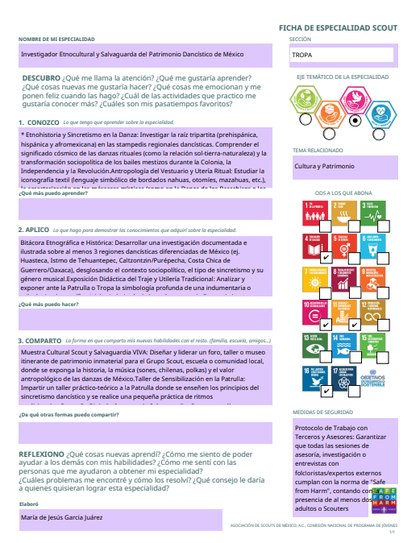 FICHA DE ESPECIALIDAD SCOUT
NOMBRE DE MI ESPECIALIDAD
Investigador Etnocultural y Salvaguarda del Patrimonio Dancístico de México
SECCIÓN
TROPA
DESCUBRO ¿Qué me llama la atención? ¿Qué me gustaría aprender?
¿Qué cosas nuevas me gustaría hacer? ¿Qué cosas me emocionan y me
ponen feliz cuando las hago? ¿Cuál de las actividades que practico me
gustaría conocer más? ¿Cuáles son mis pasatiempos favoritos?
EJE TEMÁTICO DE LA ESPECIALIDAD
1. CONOZCO Lo que tengo que aprender sobre la especialidad.
* Etnohistoria y Sincretismo en la Danza: Investigar la raíz tripartita (prehispánica,
hispánica y afromexicana) en las stampedis regionales dancísticas. Comprender el
significado cósmico de las danzas rituales (como la relación sol-tierra-naturaleza) y la
transformación sociopolítica de los bailes mestizos durante la Colonia, la
Independencia y la Revolución.Antropología del Vestuario y Utilería Ritual: Estudiar la
iconografía textil (lenguaje simbólico de bordados nahuas, otomíes, mazahuas, etc.),
¿Qué más puedo aprender?
TEMA RELACIONADO
Cultura y Patrimonio
ODS A LOS QUE ABONA
2. APLICO Lo que hago para demostrar los conocimientos que adquirí sobre la especialidad.
Bitácora Etnográfica e Histórica: Desarrollar una investigación documentada e
ilustrada sobre al menos 3 regiones dancísticas diferenciadas de México (ej.
Huasteca, Istmo de Tehuantepec, Caltzontzin/Purépecha, Costa Chica de
Guerrero/Oaxaca), desglosando el contexto sociopolítico, el tipo de sincretismo y su
género musical.Exposición Didáctica del Traje y Utilería Tradicional: Analizar y
exponer ante la Patrulla o Tropa la simbología profunda de una indumentaria o
¿Qué más puedo hacer?
3. COMPARTO La forma en que comparto mis nuevas habilidades con el resto. (familia, escuela, amigos...)
Muestra Cultural Scout y Salvaguardia VIVA: Diseñar y liderar un foro, taller o museo
itinerante de patrimonio inmaterial para el Grupo Scout, escuela o comunidad local,
donde se exponga la historia, la música (sones, chilenas, polkas) y el valor
antropológico de las danzas de México.Taller de Sensibilización en la Patrulla:
Impartir un taller práctico-teórico a la Patrulla donde se enseñen los principios del
sincretismo dancístico y se realice una pequeña práctica de ritmos
¿De qué otras formas puedo compartir?
MEDIDAS DE SEGURIDAD
Protocolo de Trabajo con
Terceros y Asesores: Garantizar
que todas las sesiones de
asesoría, investigación o
entrevistas con
folcloristas/expertos externos
cumplan con la norma de "Safe
from Harm", contando con
presencia de al menos dos
adultos o Scouters
SAFE
FROM
HARM
REFLEXIONO ¿Qué cosas nuevas aprendí? ¿Cómo me siento de poder
ayudar a los demás con mis habilidades? ¿Cómo me sentí con las
personas que me ayudaron a obtener mi especialidad?
¿Cuáles problemas me encontré y cómo los resolví? ¿Qué consejo le daría
a quienes quisieran lograr esta especialidad?
Elaboró
María de Jesús Garcia Juárez
ASOCIACIÓN DE SCOUTS DE MÉXICO, A.C., COMISIÓN NACIONAL DE PROGRAMA DE JÓVENES